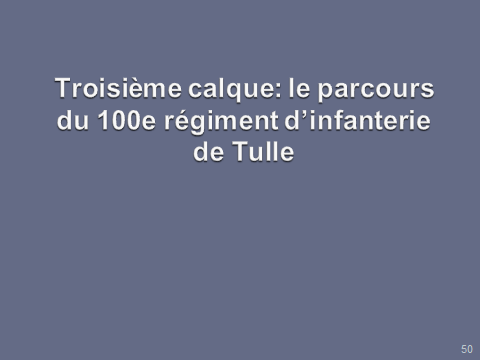 Troisième calque: le parcours
du 100e régiment d’infanterie
de Tulle
50